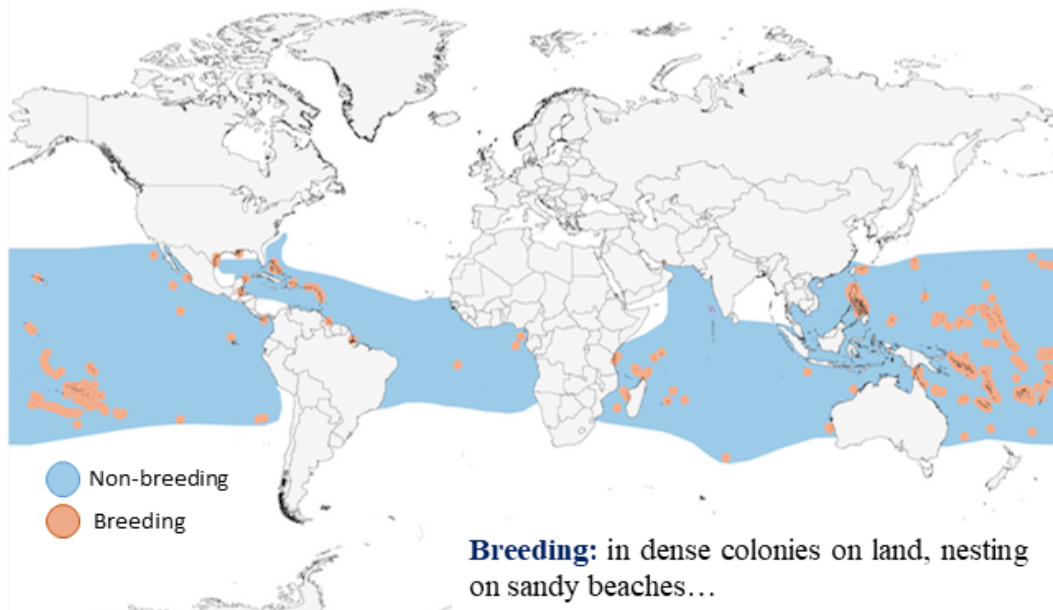 Non-breeding
Breeding
Breeding: in dense colonies on land, nesting
on sandy beaches…